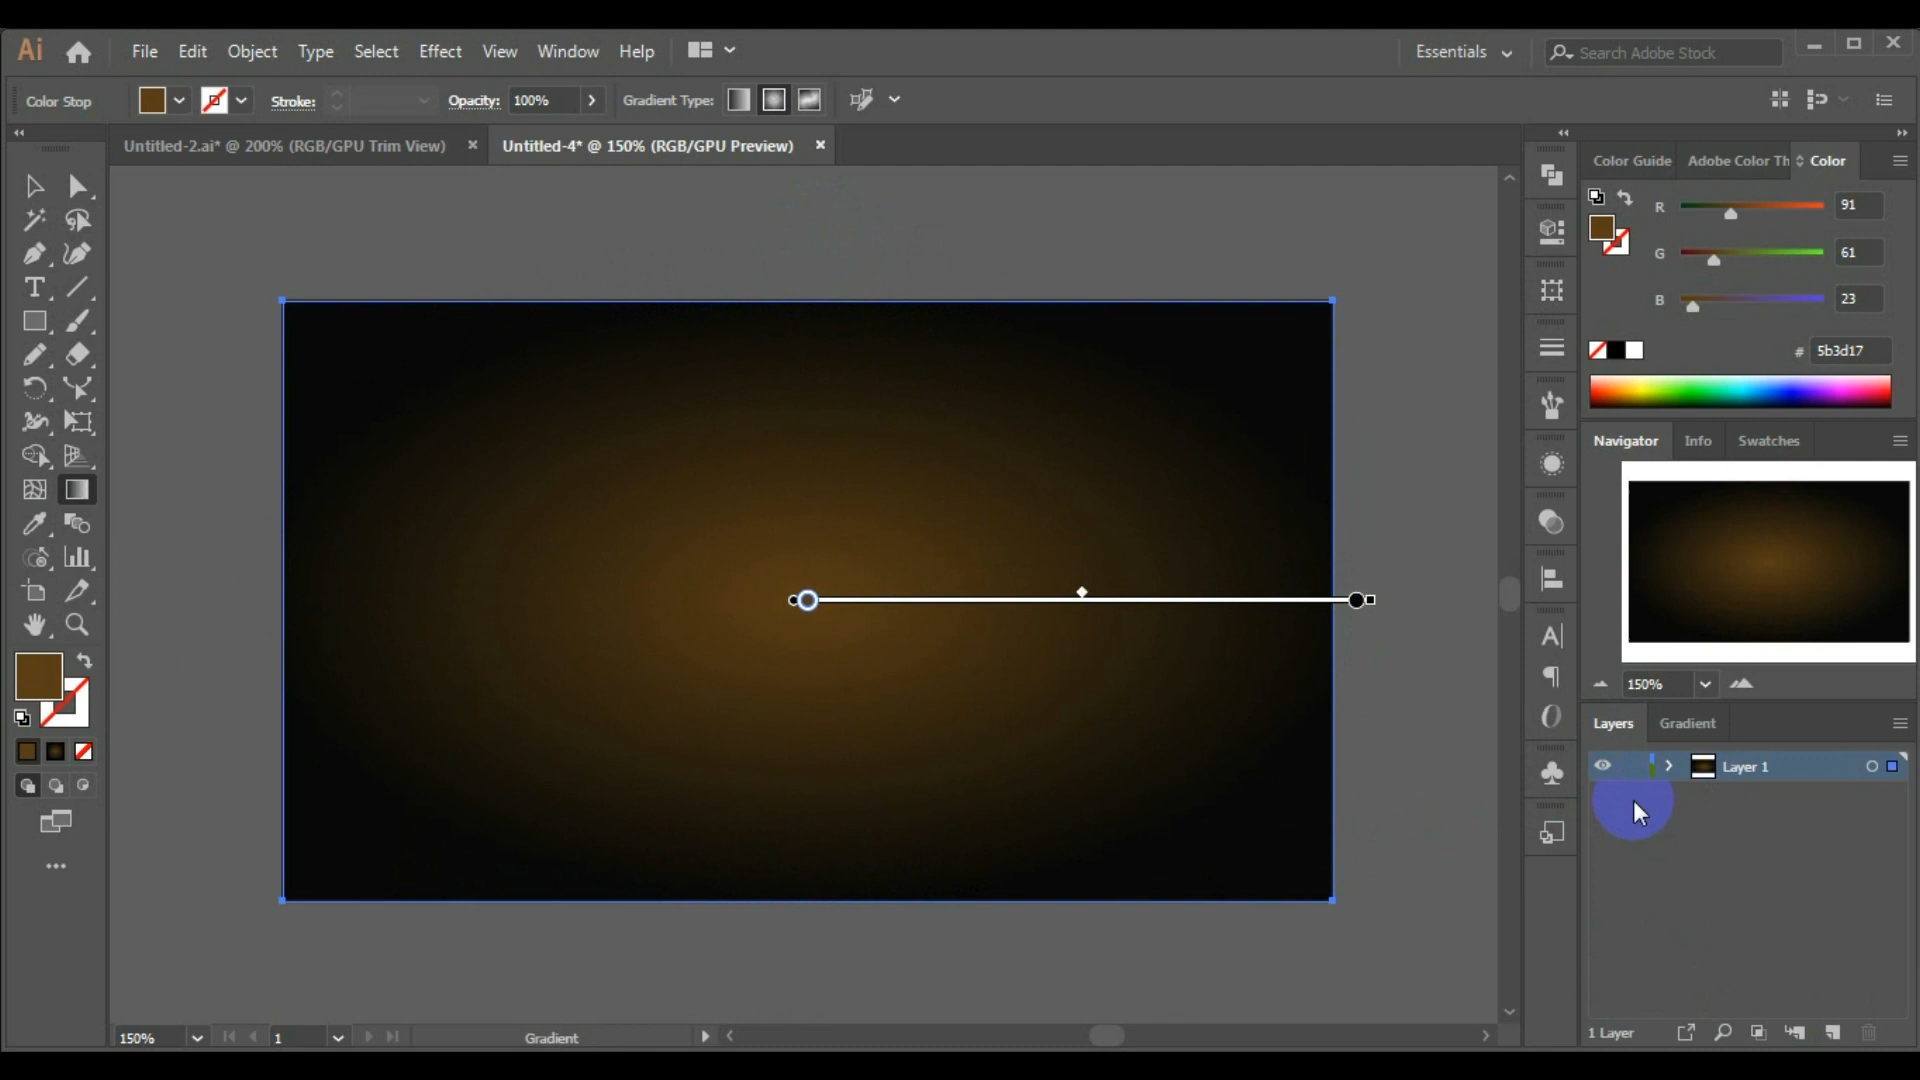 Ai File Edit Object Type Select Effect View Window Help Essentials Search Adobe Stock
Color Stop Stroke: Opacity: 100% Gradient Type:
Untitled-2.ai* @ 200% (RGB/GPU Trim View) Untitled-4* @ 150% (RGB/GPU Preview)
Color Guide Adobe Color Th Color
R 91
G 61
B 23
# 5b3d17
Navigator Info Swatches
150%
Layers Gradient
Layer 1
1 Layer
150% 1 Gradient